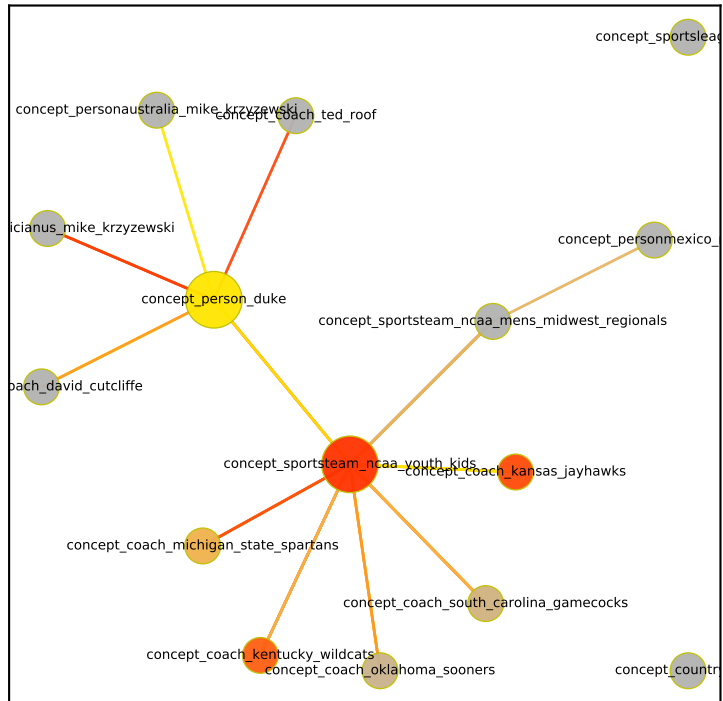 concept_sportsleag
concept_personaustralia_mike_krzyzewski
concept_coach_ted_roof
icianus_mike_krzyzewski
concept_personmexico_
concept_person_duke
concept_sportsteam_ncaa_mens_midwest_regionals
oach_david_cutcliffe
concept_sportsteam_ncaa_youth_kids
concept_coach_kansas_jayhawks
concept_coach_michigan_state_spartans
concept_coach_south_carolina_gamecocks
concept_coach_kentucky_wildcats
concept_coach_oklahoma_sooners
concept_country